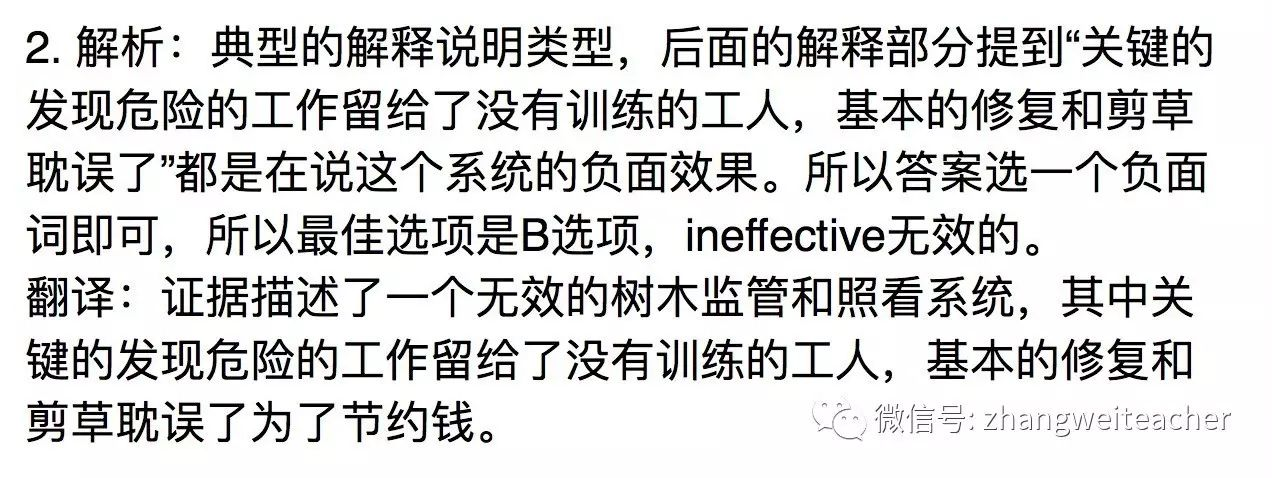 2. 解析：典型的解释说明类型，后面的解释部分提到“关键的
发现危险的工作留给了没有训练的工人，基本的修复和剪草
耽误了”都是在说这个系统的负面效果。所以答案选一个负面
词即可，所以最佳选项是B选项，ineffective无效的。
翻译：证据描述了一个无效的树木监管和照看系统，其中关
键的发现危险的工作留给了没有训练的工人，基本的修复和
剪草耽误了为了节约钱。
微信号: zhangweiteacher